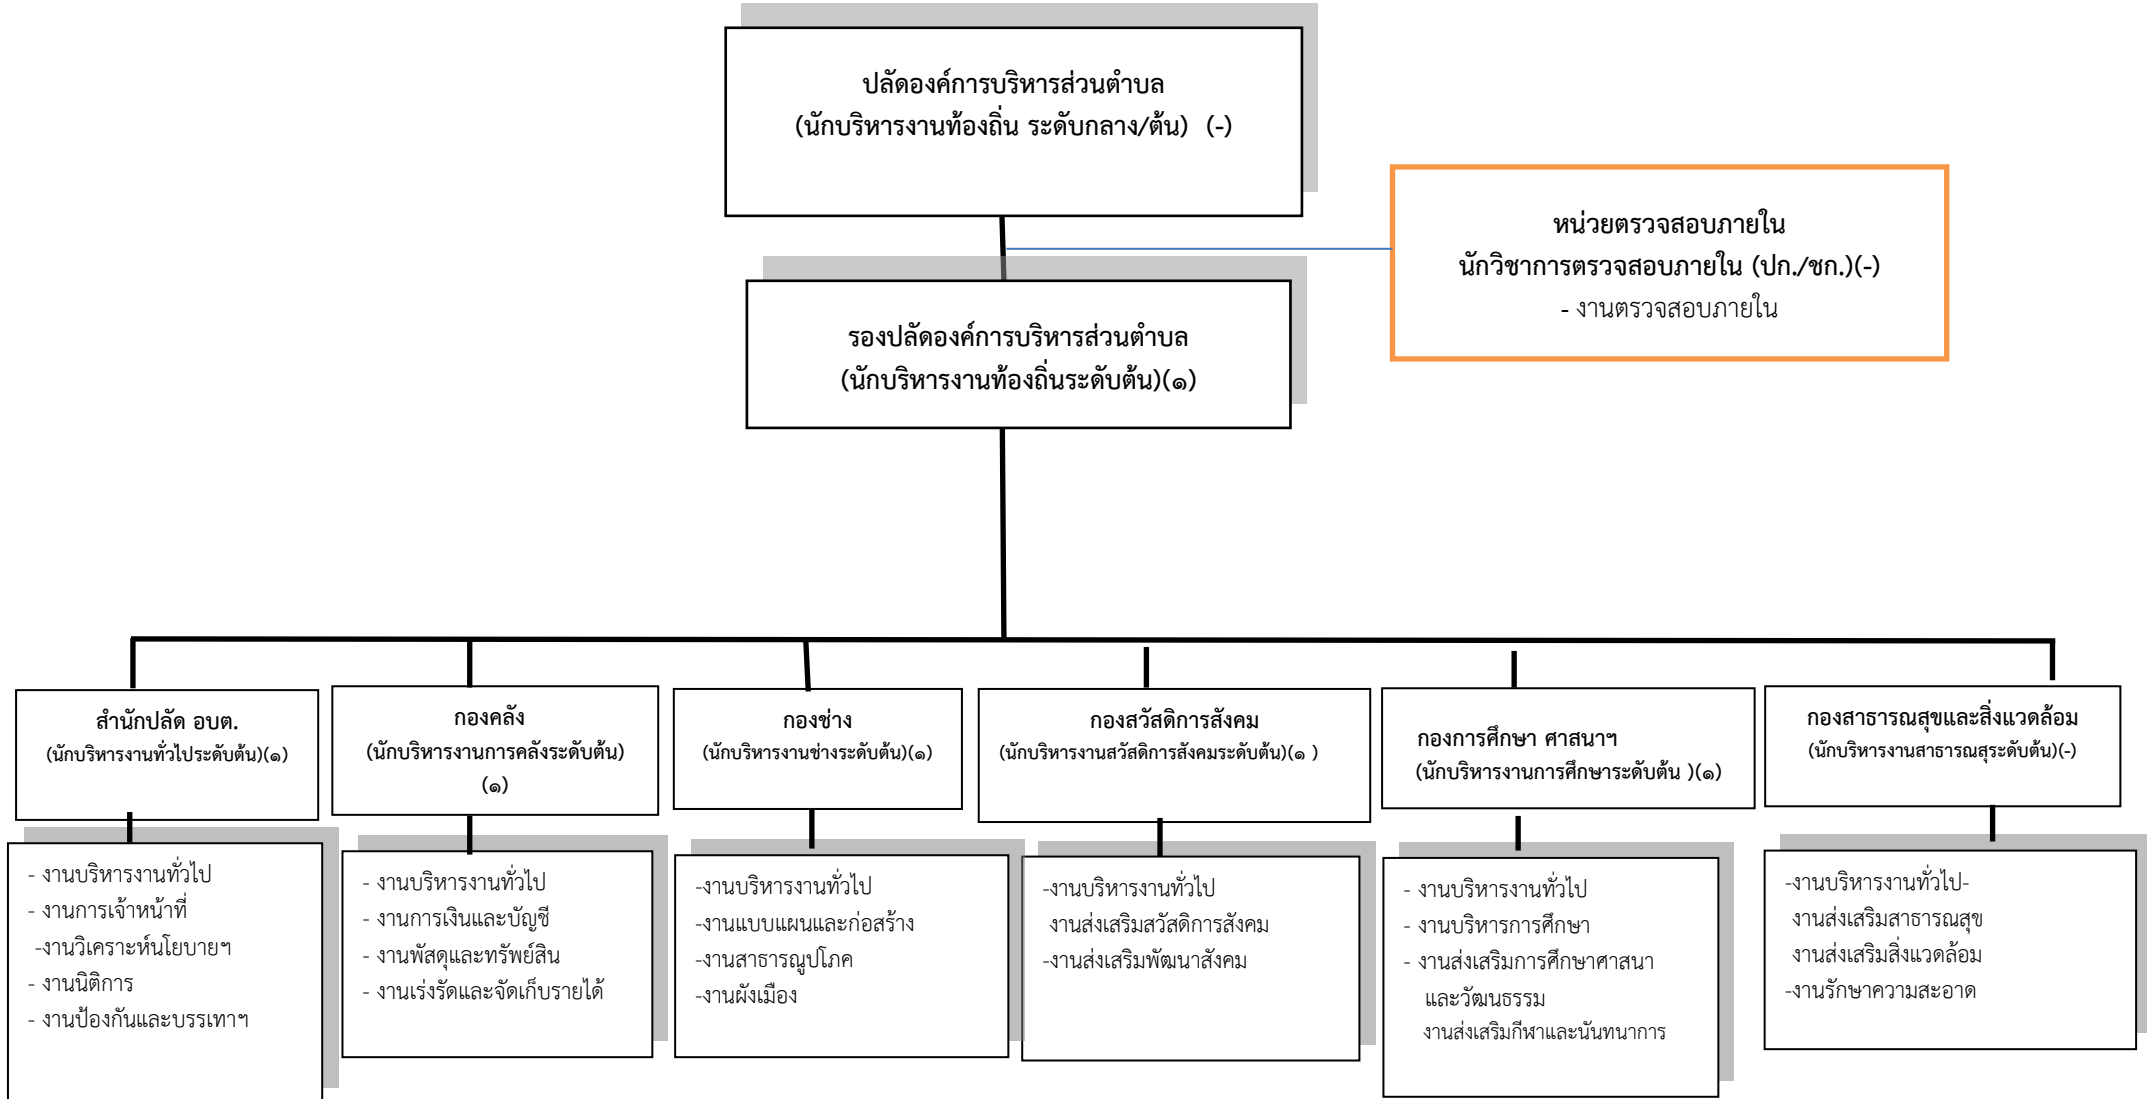 ปลัดองค์การบริหารส่วนตำบล
(นักบริหารงานท้องถิ่น ระดับกลาง/ต้น) (-)
หน่วยตรวจสอบภายใน
นักวิชาการตรวจสอบภายใน (ปก./ชก.)(-)
- งานตรวจสอบภายใน
รองปลัดองค์การบริหารส่วนตำบล
(นักบริหารงานท้องถิ่นระดับต้น)(๑)
สำนักปลัด อบต.
(นักบริหารงานทั่วไประดับต้น)(๑)
กองคลัง
(นักบริหารงานการคลังระดับต้น)
(๑)
กองช่าง
(นักบริหารงานช่างระดับต้น)(๑)
กองสวัสดิการสังคม
(นักบริหารงานสวัสดิการสังคมระดับต้น)(๑ )
กองการศึกษา ศาสนาฯ
(นักบริหารงานการศึกษาระดับต้น )(๑)
กองสาธารณสุขและสิ่งแวดล้อม
(นักบริหารงานสาธารณสุระดับต้น)(-)
- งานบริหารงานทั่วไป
- งานการเจ้าหน้าที่
-งานวิเคราะห์นโยบายฯ
- งานนิติการ
- งานป้องกันและบรรเทาฯ
- งานบริหารงานทั่วไป
- งานการเงินและบัญชี
- งานพัสดุและทรัพย์สิน
- งานเร่งรัดและจัดเก็บรายได้
-งานบริหารงานทั่วไป
-งานแบบแผนและก่อสร้าง
-งานสาธารณูปโภค
-งานผังเมือง
-งานบริหารงานทั่วไป
งานส่งเสริมสวัสดิการสังคม
-งานส่งเสริมพัฒนาสังคม
- งานบริหารงานทั่วไป
- งานบริหารการศึกษา
- งานส่งเสริมการศึกษาศาสนา
และวัฒนธรรม
งานส่งเสริมกีฬาและนันทนาการ
-งานบริหารงานทั่วไป-
งานส่งเสริมสาธารณสุข
งานส่งเสริมสิ่งแวดล้อม
-งานรักษาความสะอาด